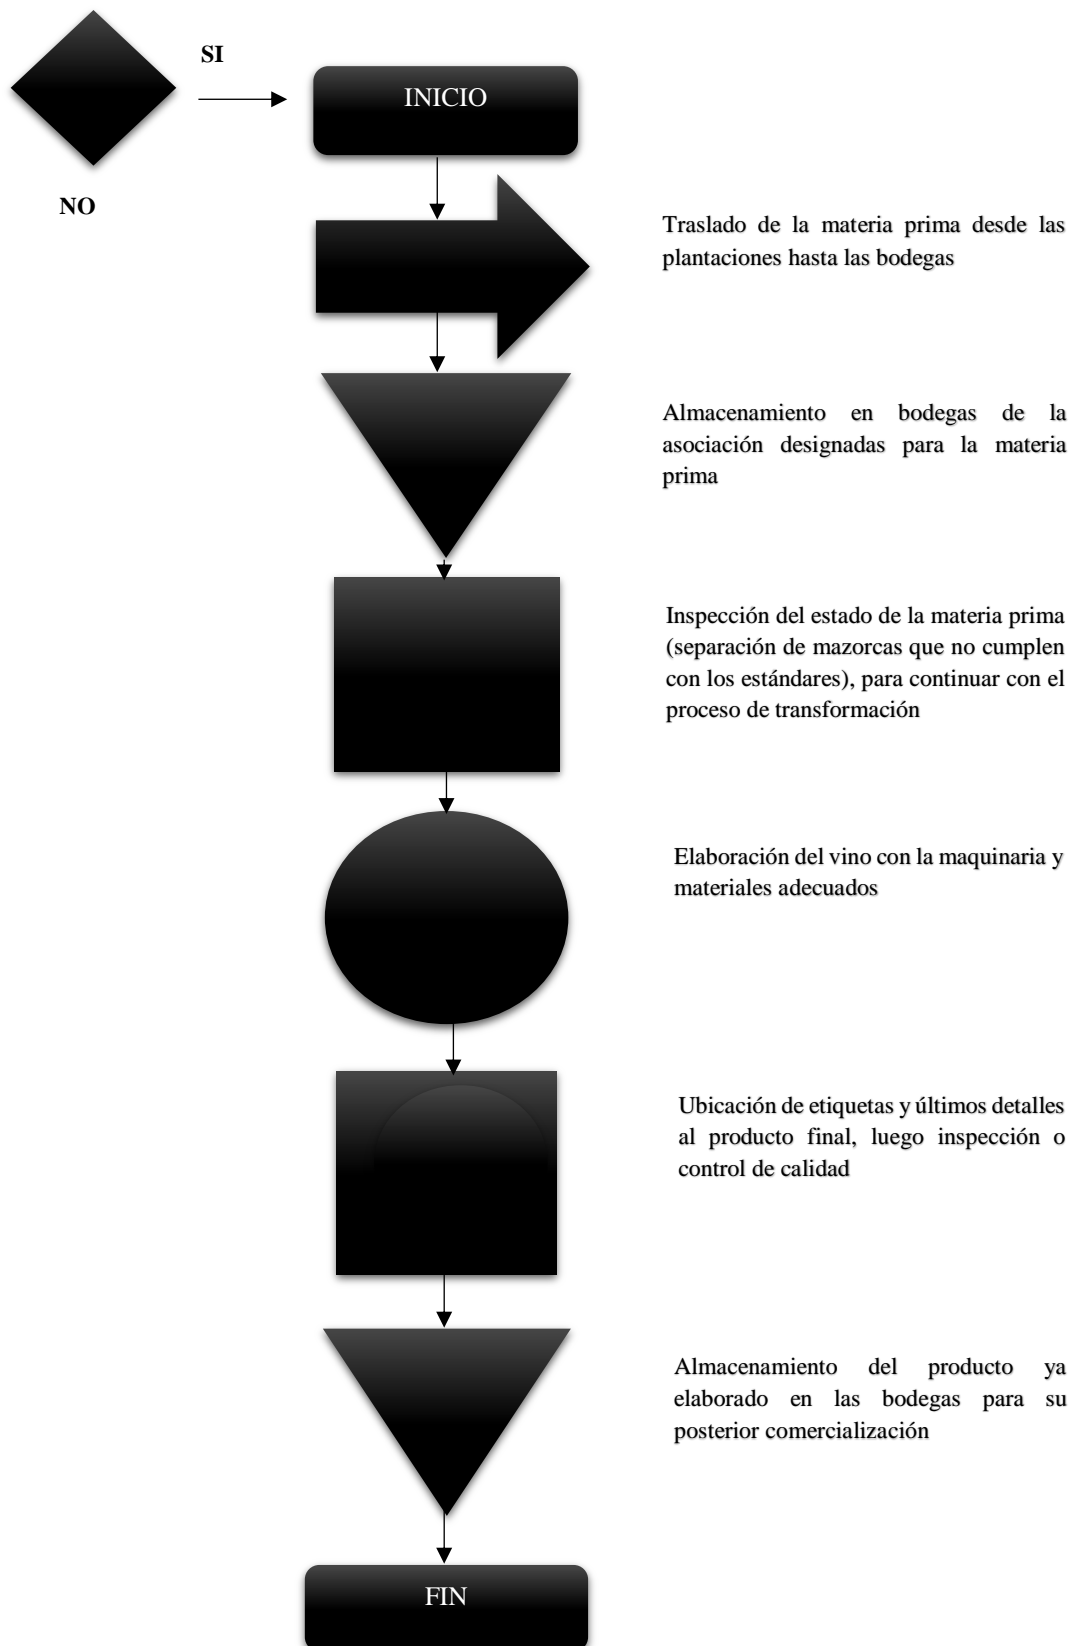 SI
INICIO
NO
Traslado de la materia prima desde las
plantaciones hasta las bodegas
Almacenamiento en bodegas de la
asociación designadas para la materia
prima
Inspección del estado de la materia prima
(separación de mazorcas que no cumplen
con los estándares), para continuar con el
proceso de transformación
Elaboración del vino con la maquinaria y
materiales adecuados
Ubicación de etiquetas y últimos detalles
al producto final, luego inspección o
control de calidad
Almacenamiento del producto ya
elaborado en las bodegas para su
posterior comercialización
FIN